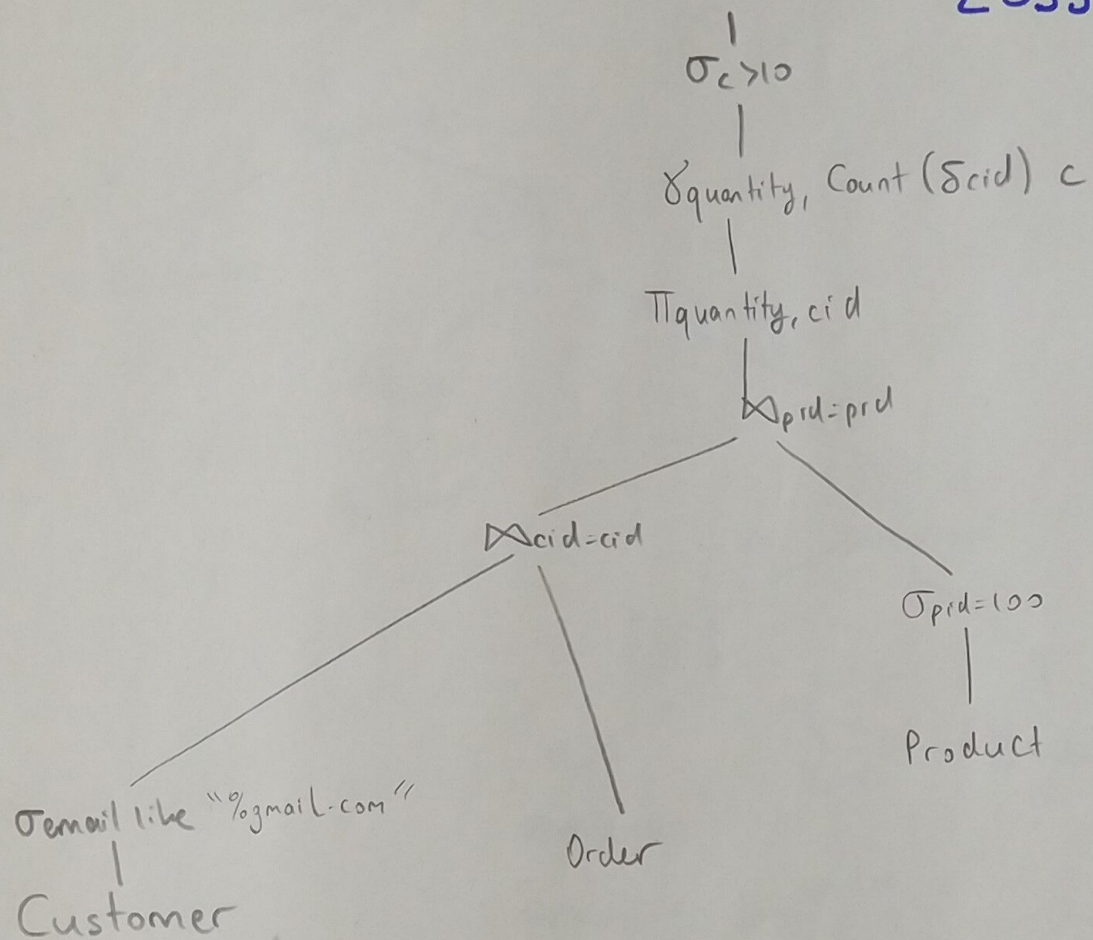 σc>10
γquantity, Count (δcid) c
πquantity, cid
⋈pid=pid
⋈cid=cid
σpid=100
Product
σemail like "%gmail.com"
Order
Customer